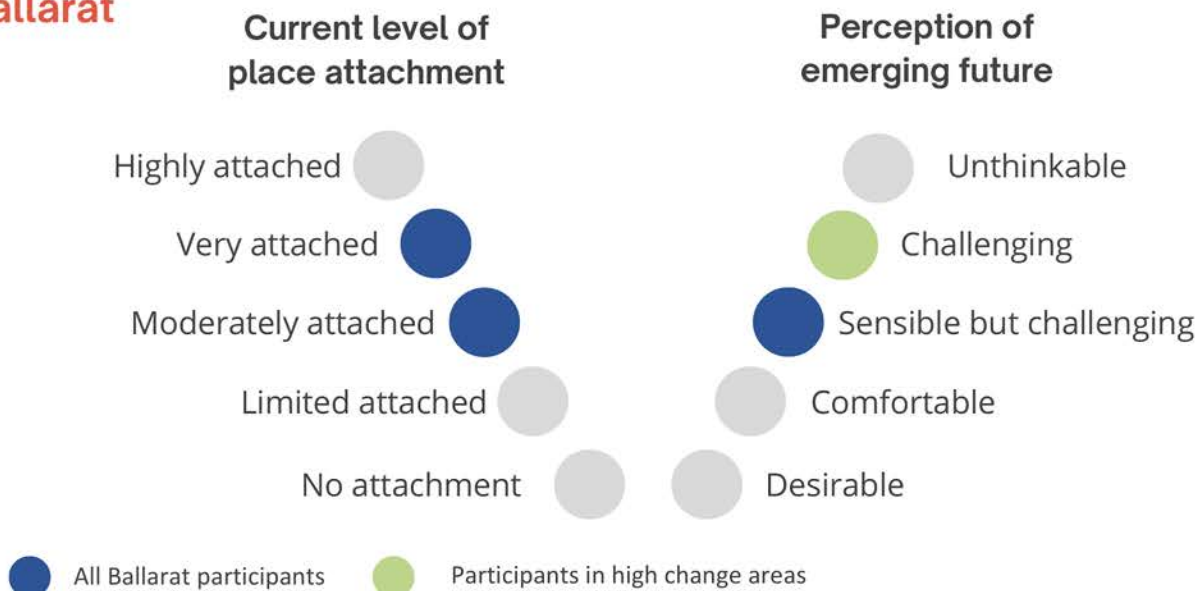 allarat
Current level of
place attachment
Perception of
emerging future
Highly attached
Unthinkable
Very attached
Challenging
Moderately attached
Sensible but challenging
Limited attached
Comfortable
No attachment
Desirable
All Ballarat participants
Participants in high change areas